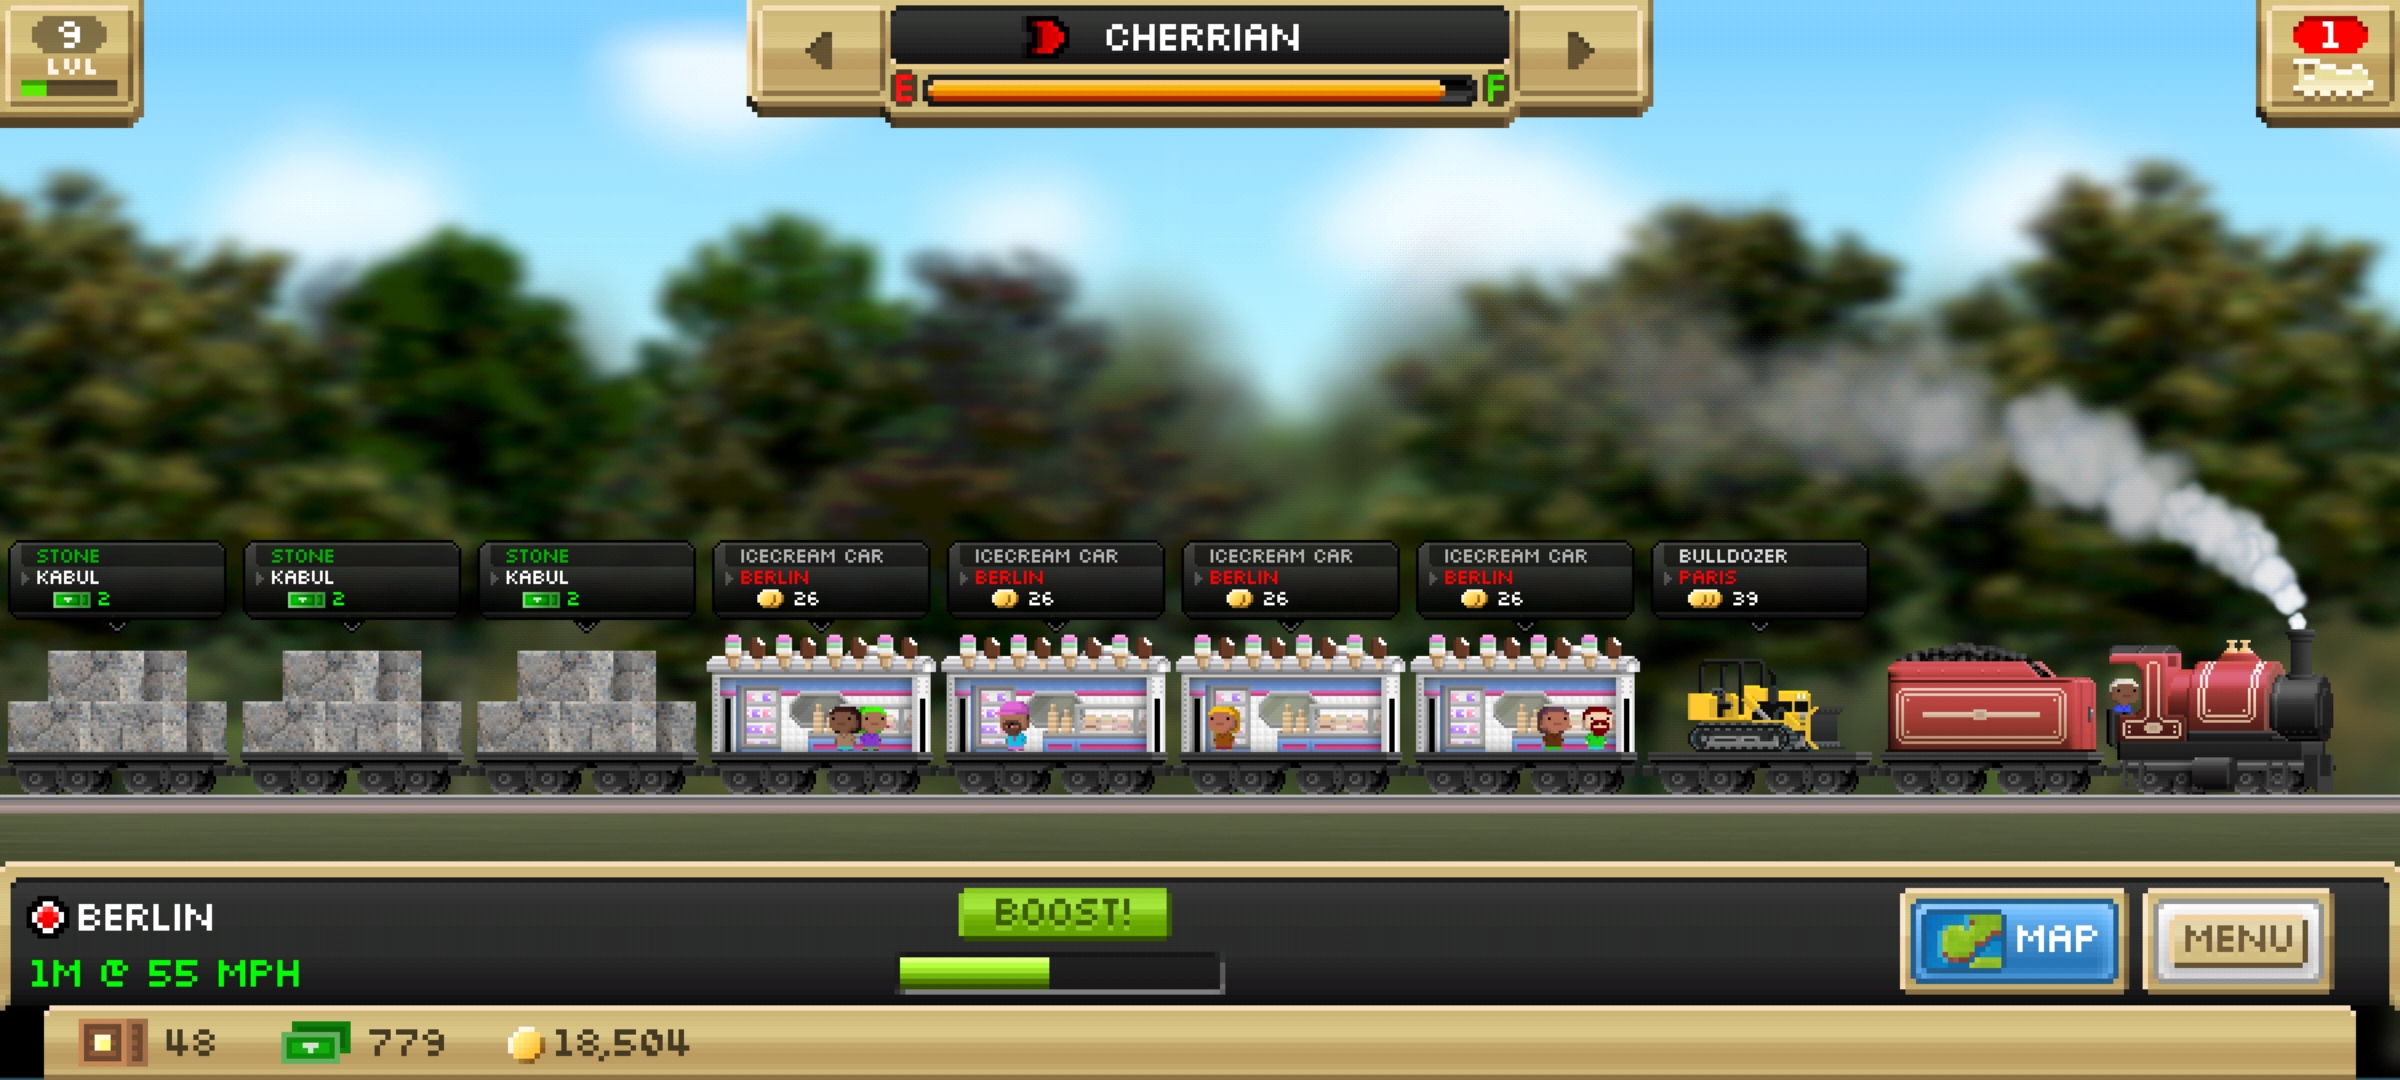 9
LVL
CHERRIAN
E F
1
STONE
KABUL
2
STONE
KABUL
2
STONE
KABUL
2
ICECREAM CAR
BERLIN
26
ICECREAM CAR
BERLIN
26
ICECREAM CAR
BERLIN
26
ICECREAM CAR
BERLIN
26
BULLDOZER
PARIS
39
BERLIN
1M @ 55 MPH
BOOST!
MAP
MENU
48
779
18,504